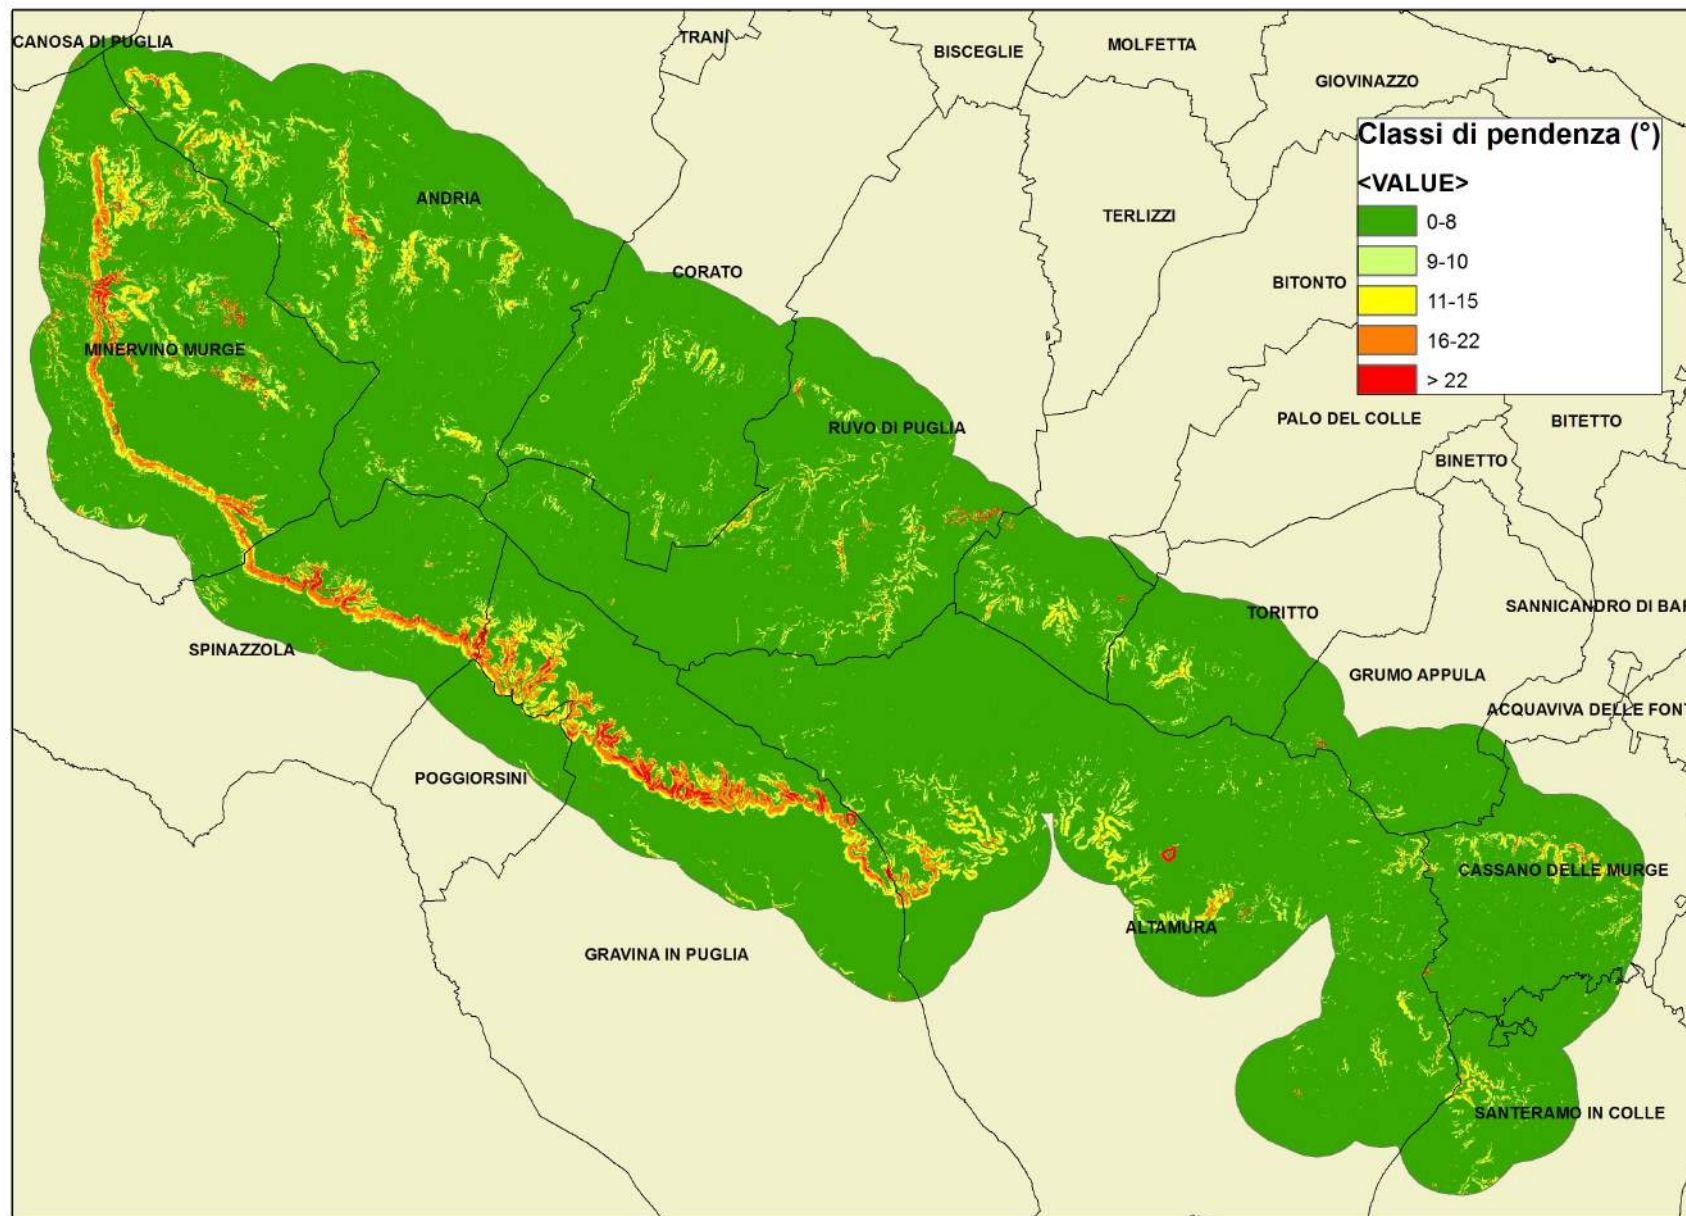 CANOSA DI PUGLIA
TRANI
BISCEGLIE
MOLFETTA
GIOVINAZZO
Classi di pendenza (°)
<VALUE>
0-8
9-10
11-15
16-22
> 22
ANDRIA
TERLIZZI
CORATO
BITONTO
MINERVINO MURGE
RUVO DI PUGLIA
PALO DEL COLLE
BITETTO
BINETTO
TORITTO
SANNICANDRO DI BAR
SPINAZZOLA
GRUMO APPULA
ACQUAVIVA DELLE FONT
POGGIORSINI
CASSANO DELLE MURGE
ALTAMURA
GRAVINA IN PUGLIA
SANTERAMO IN COLLE